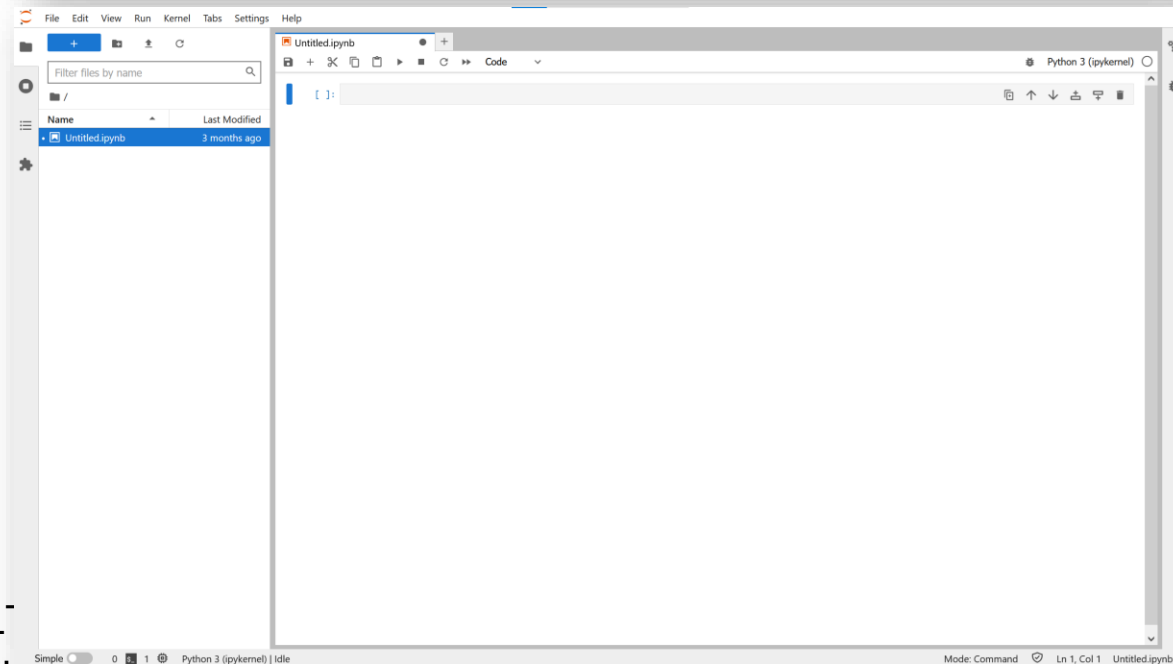 File Edit View Run Kernel Tabs Settings Help
+
Filter files by name
/
Name Last Modified
Untitled.ipynb 3 months ago
Untitled.ipynb +
+ Code Python 3 (ipykernel)
[ ]:
Simple 0 1 Python 3 (ipykernel) | Idle Mode: Command Ln 1, Col 1 Untitled.ipynb